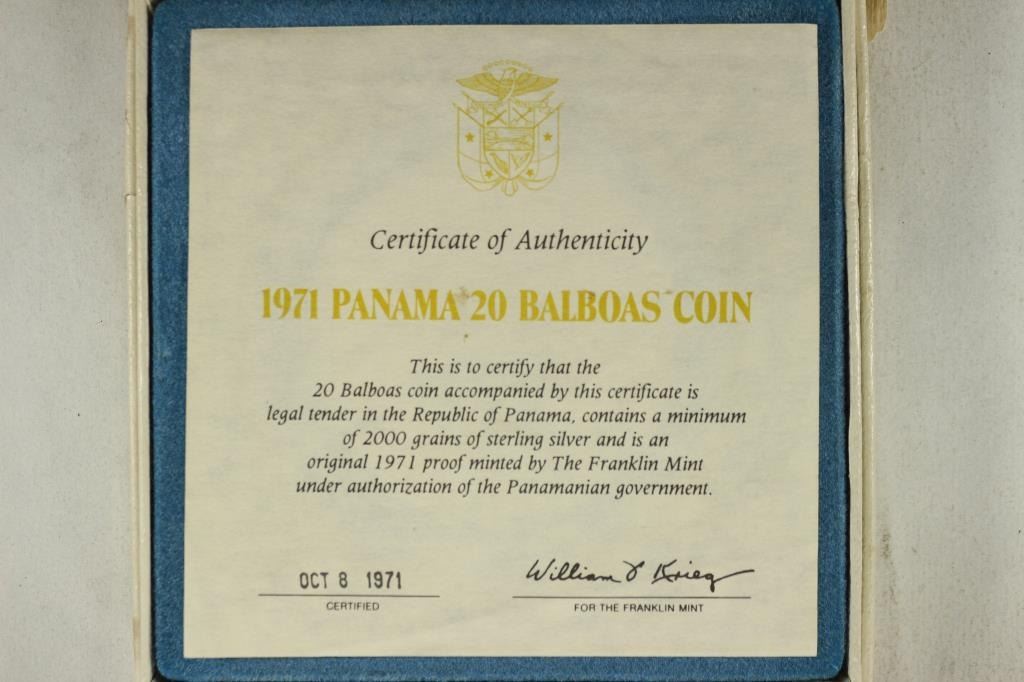 Certificate of Authenticity
1971 PANAMA 20 BALBOAS COIN
This is to certify that the
20 Balboas coin accompanied by this certificate is
legal tender in the Republic of Panama, contains a minimum
of 2000 grains of sterling silver and is an
original 1971 proof minted by The Franklin Mint
under authorization of the Panamanian government.
OCT 8 1971
CERTIFIED
William Krieg
FOR THE FRANKLIN MINT